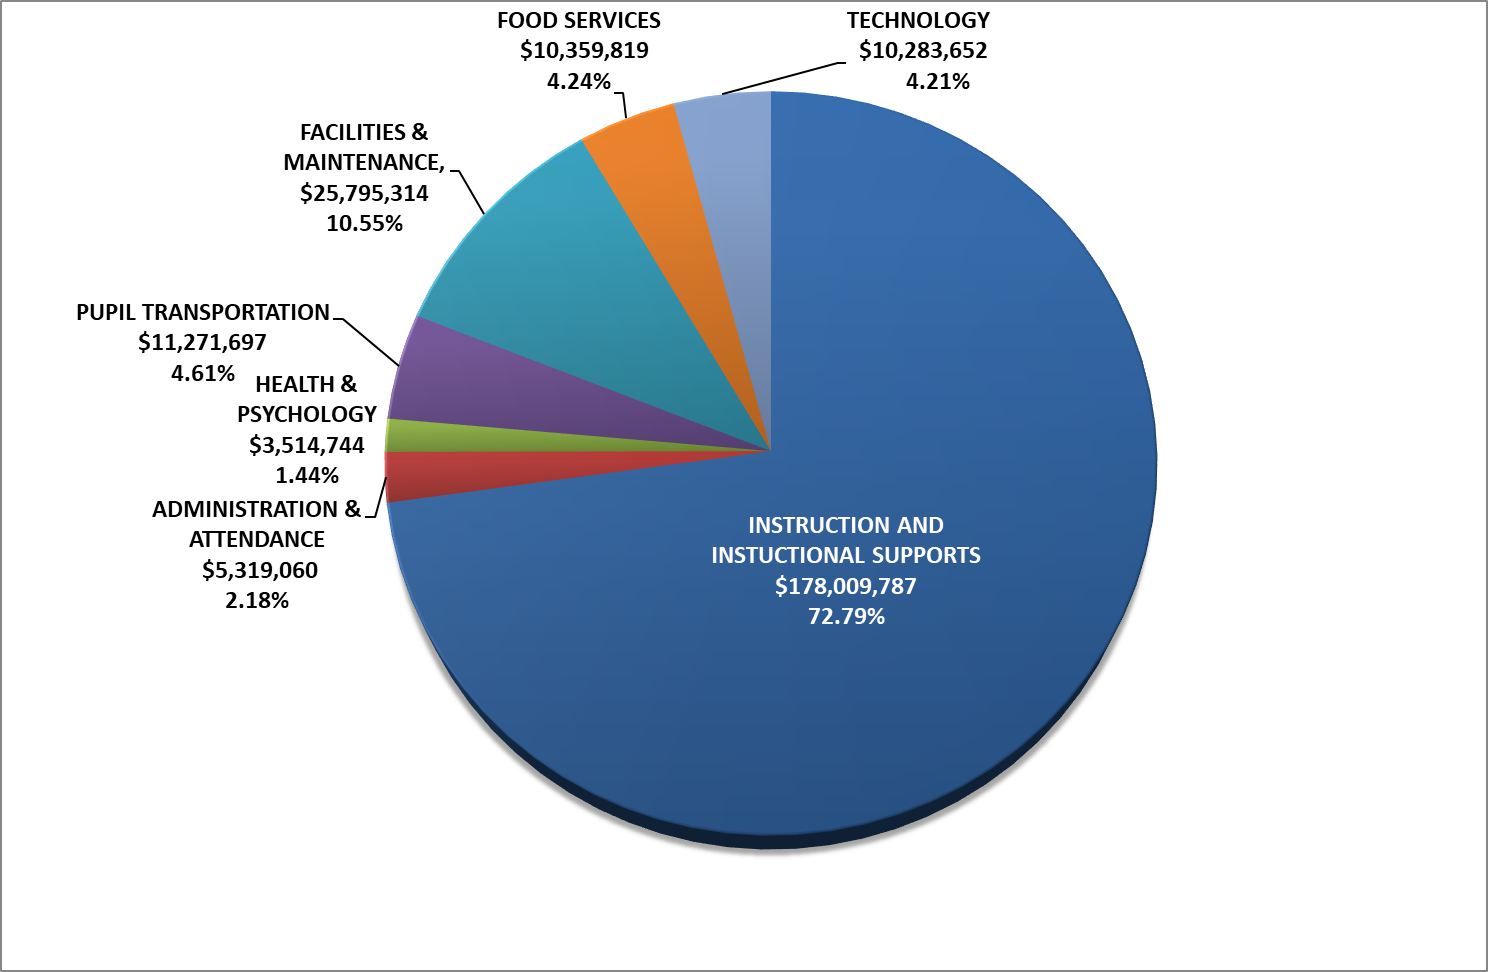 FOOD SERVICES
$10,359,819
4.24%
TECHNOLOGY
$10,283,652
4.21%
FACILITIES &
MAINTENANCE,
$25,795,314
10.55%
PUPIL TRANSPORTATION
$11,271,697
4.61%
HEALTH &
PSYCHOLOGY
$3,514,744
1.44%
ADMINISTRATION &
ATTENDANCE
$5,319,060
2.18%
INSTRUCTION AND
INSTUCTIONAL SUPPORTS
$178,009,787
72.79%